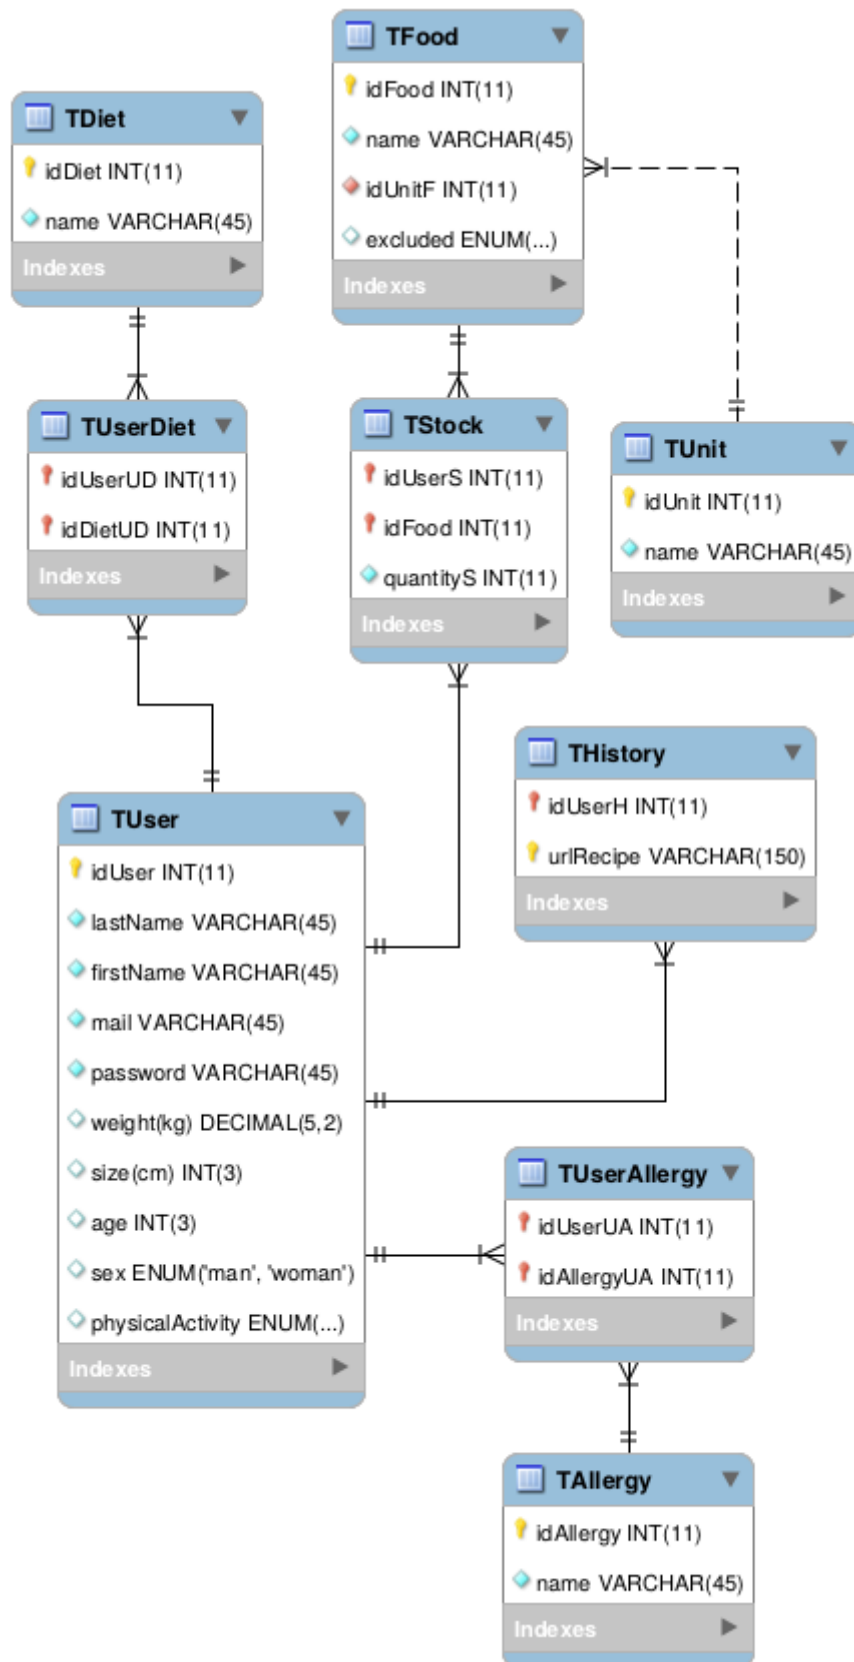 TFood
idFood INT(11)
name VARCHAR(45)
idUnitF INT(11)
excluded ENUM(...)
Indexes
TDiet
idDiet INT(11)
name VARCHAR(45)
Indexes
TUserDiet
idUserUD INT(11)
idDietUD INT(11)
Indexes
TStock
idUserS INT(11)
idFood INT(11)
quantityS INT(11)
Indexes
TUnit
idUnit INT(11)
name VARCHAR(45)
Indexes
THistory
idUserH INT(11)
urlRecipe VARCHAR(150)
Indexes
TUser
idUser INT(11)
lastName VARCHAR(45)
firstName VARCHAR(45)
mail VARCHAR(45)
password VARCHAR(45)
weight(kg) DECIMAL(5,2)
size(cm) INT(3)
age INT(3)
sex ENUM('man', 'woman')
physicalActivity ENUM(...)
Indexes
TUserAllergy
idUserUA INT(11)
idAllergyUA INT(11)
Indexes
TAllergy
idAllergy INT(11)
name VARCHAR(45)
Indexes